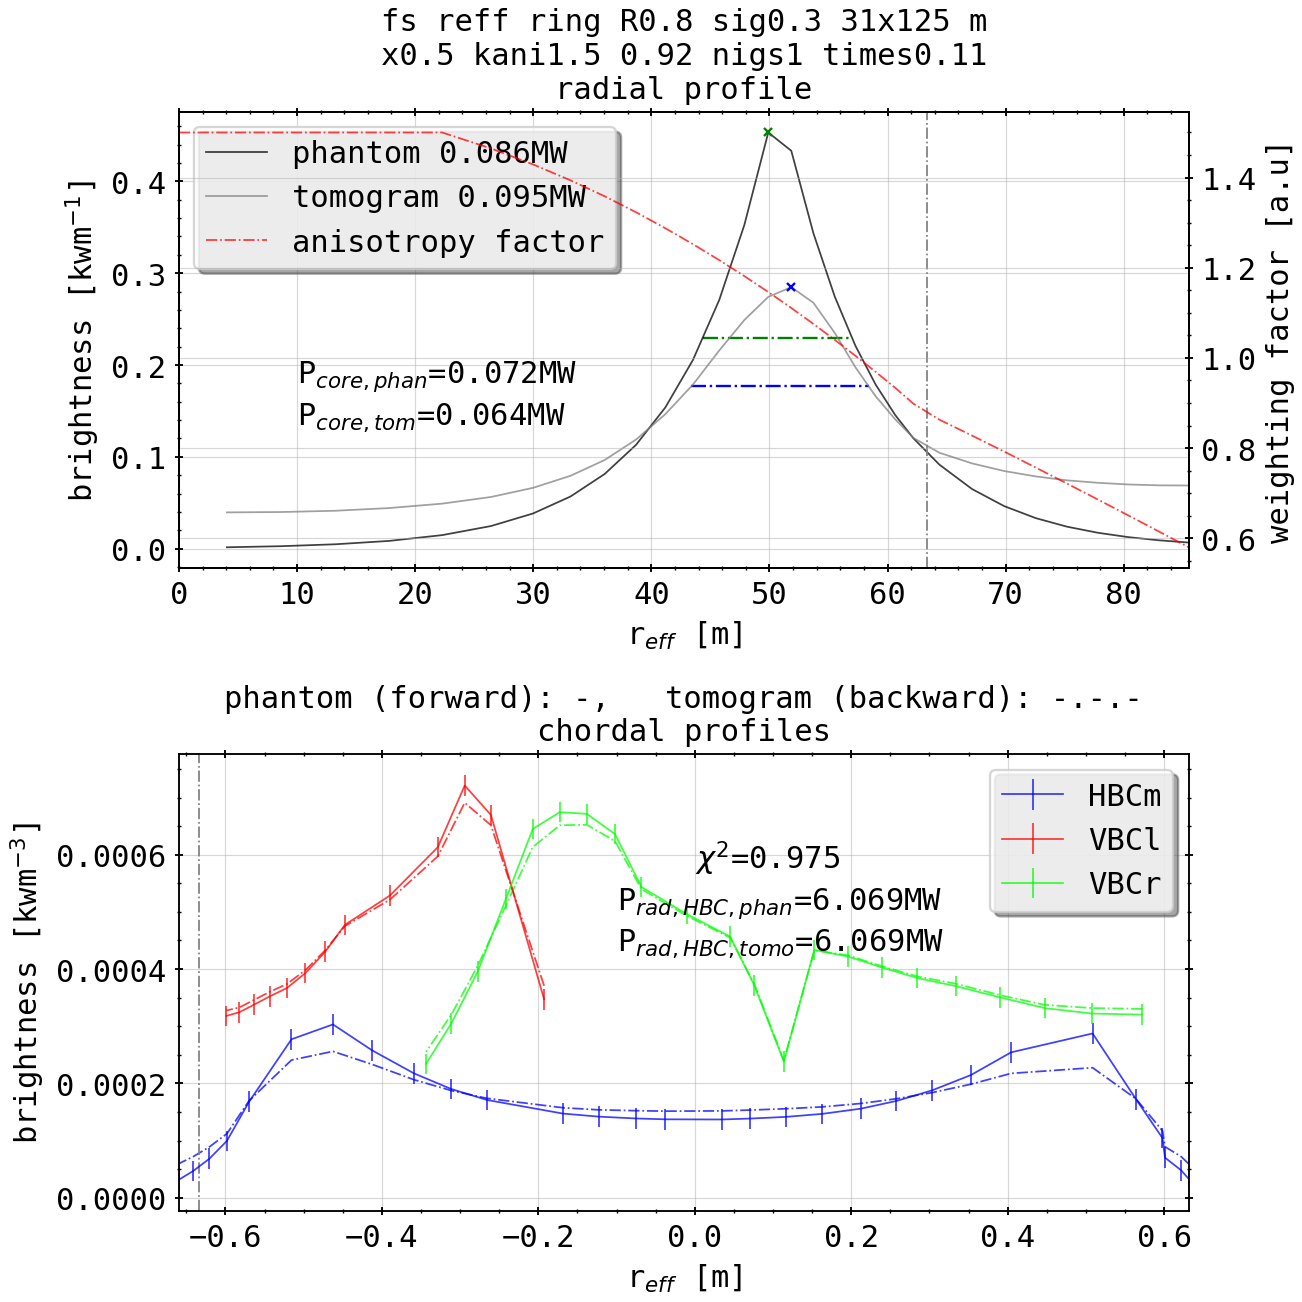 fs reff ring R0.8 sig0.3 31x125 m
x0.5 kani1.5 0.92 nigs1 times0.11
radial profile
phantom 0.086MW
tomogram 0.095MW
anisotropy factor
P_{core,phan}=0.072MW
P_{core,tom}=0.064MW
brightness [kwm^{-1}]
0.4
0.3
0.2
0.1
0.0
1.4
1.2
1.0
0.8
0.6
weighting factor [a.u]
0 10 20 30 40 50 60 70 80
r_{eff} [m]
phantom (forward): -,   tomogram (backward): -.-.-
chordal profiles
HBCm
VBCl
VBCr
χ^2=0.975
P_{rad,HBC,phan}=6.069MW
P_{rad,HBC,tomo}=6.069MW
brightness [kwm^{-3}]
0.0006
0.0004
0.0002
0.0000
−0.6 −0.4 −0.2 0.0 0.2 0.4 0.6
r_{eff} [m]